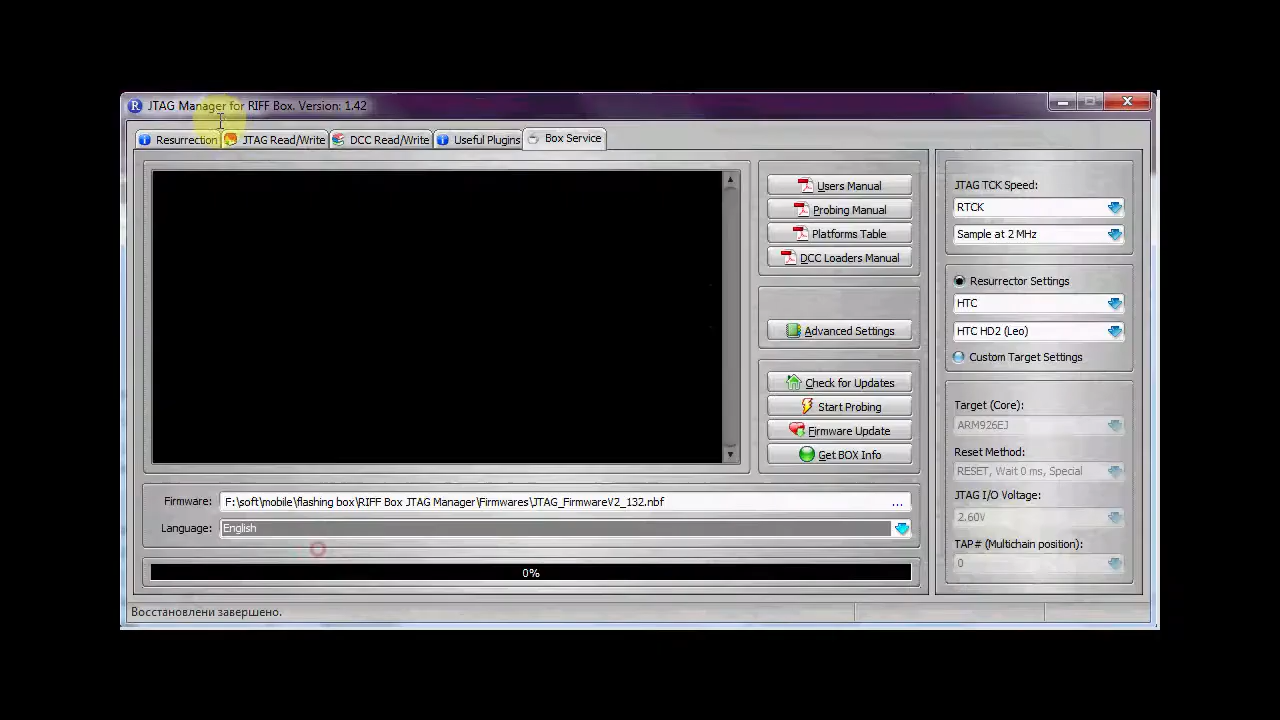 JTAG Manager for RIFF Box. Version: 1.42
Resurrection
JTAG Read/Write
DCC Read/Write
Useful Plugins
Box Service
Users Manual
Probing Manual
Platforms Table
DCC Loaders Manual
Advanced Settings
Check for Updates
Start Probing
Firmware Update
Get BOX Info
JTAG TCK Speed:
RTCK
Sample at 2 MHz
Resurrector Settings
HTC
HTC HD2 (Leo)
Custom Target Settings
Target (Core):
ARM926EJ
Reset Method:
RESET, Wait 0 ms, Special
JTAG I/O Voltage:
2.60V
TAP# (Multichain position):
0
Firmware: F:\soft\mobile\flashing box\RIFF Box JTAG Manager\Firmwares\JTAG_FirmwareV2_132.nbf ...
Language: English
0%
Восстановлени завершено.